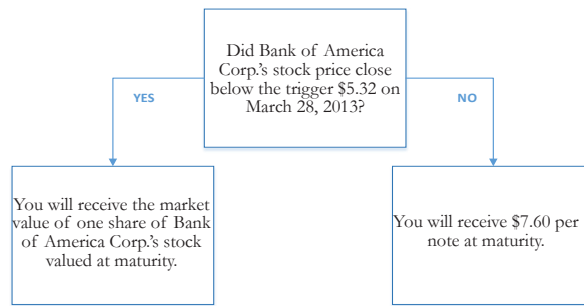 Did Bank of America
Corp.'s stock price close
below the trigger $5.32 on
March 28, 2013?
YES
NO
You will receive the market
value of one share of Bank
of America Corp.'s stock
valued at maturity.
You will receive $7.60 per
note at maturity.